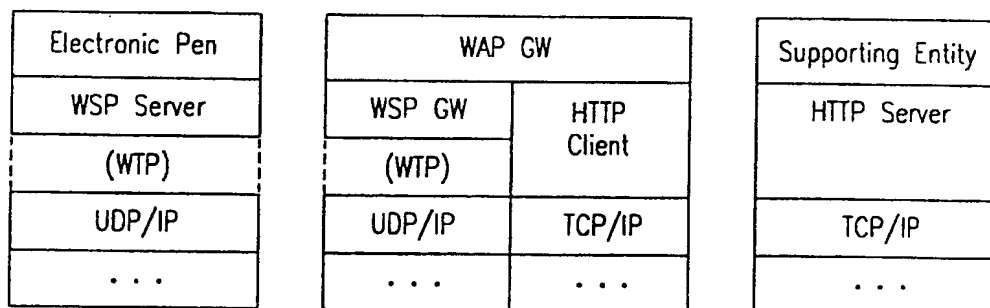 Electronic Pen
WSP Server
(WTP)
UDP/IP
. . .
WAP GW
WSP GW
HTTP
Client
(WTP)
UDP/IP
TCP/IP
. . .
. . .
Supporting Entity
HTTP Server
TCP/IP
. . .